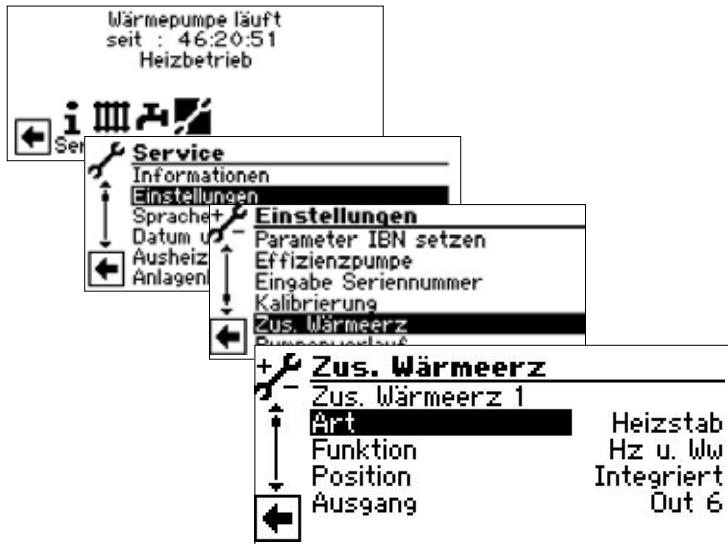 Wärmepumpe läuft
seit : 46:20:51
Heizbetrieb
Ser
Service
Informationen
Einstellungen
Sprache
Datum u
Ausheiz
Anlagen
Einstellungen
Parameter IBN setzen
Effizienzpumpe
Eingabe Seriennummer
Kalibrierung
Zus. Wärmeerz
Pumpenvorlauf
Zus. Wärmeerz
Zus. Wärmeerz 1
Art Heizstab
Funktion Hz u. Ww
Position Integriert
Ausgang Out 6